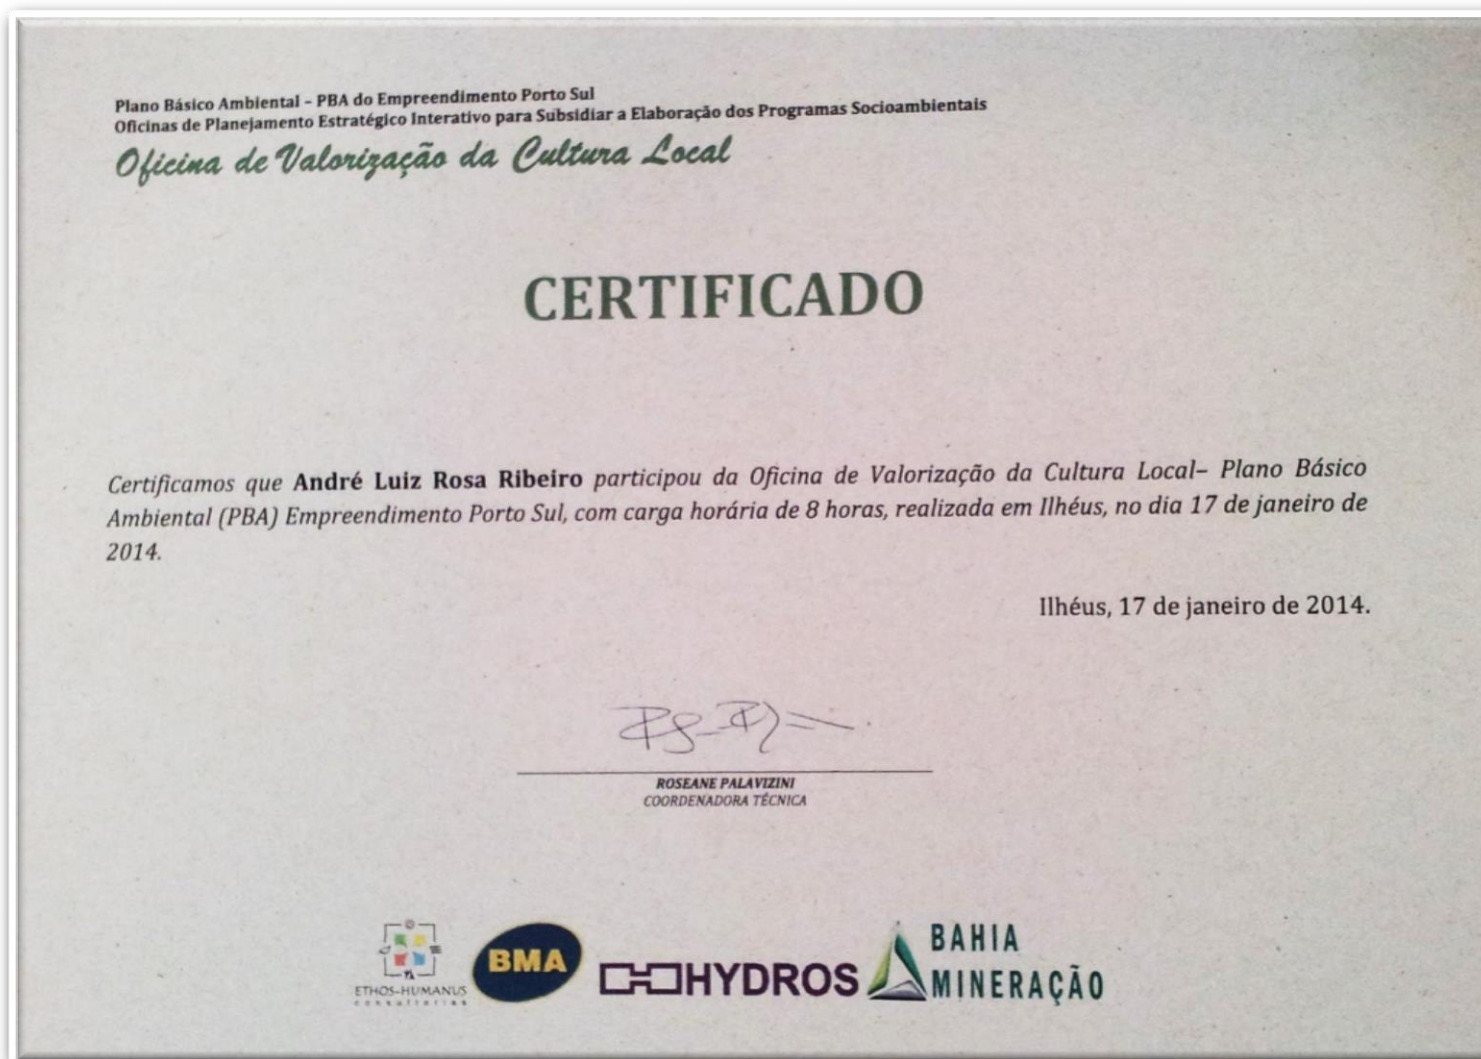 Plano Básico Ambiental – PBA do Empreendimento Porto Sul
Oficinas de Planejamento Estratégico Interativo para Subsidiar a Elaboração dos Programas Socioambientais
Oficina de Valorização da Cultura Local
CERTIFICADO
Certificamos que André Luiz Rosa Ribeiro participou da Oficina de Valorização da Cultura Local– Plano Básico
Ambiental (PBA) Empreendimento Porto Sul, com carga horária de 8 horas, realizada em Ilhéus, no dia 17 de janeiro de
2014.
Ilhéus, 17 de janeiro de 2014.
ROSEANE PALAVIZINI
COORDENADORA TÉCNICA
ETHOS-HUMANUS
consultorias
BMA
HYDROS
BAHIA
MINERAÇÃO